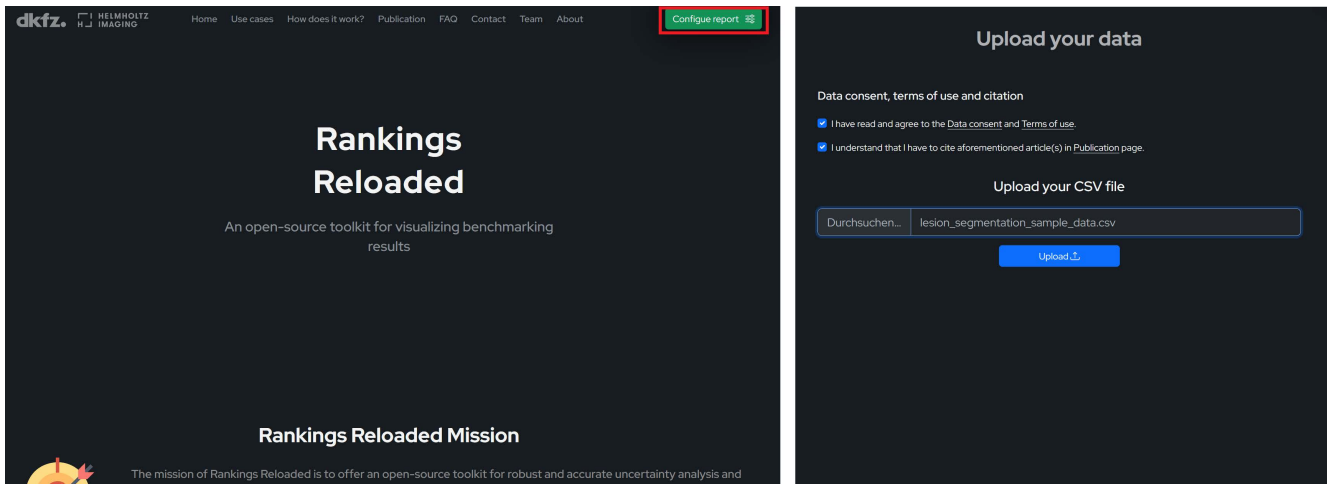 dkfz. HELMHOLTZ IMAGING
Home Use cases How does it work? Publication FAQ Contact Team About
Configue report
Rankings
Reloaded
An open-source toolkit for visualizing benchmarking
results
Rankings Reloaded Mission
The mission of Rankings Reloaded is to offer an open-source toolkit for robust and accurate uncertainty analysis and
Upload your data
Data consent, terms of use and citation
I have read and agree to the Data consent and Terms of use.
I understand that I have to cite aforementioned article(s) in Publication page.
Upload your CSV file
Durchsuchen... lesion_segmentation_sample_data.csv
Upload